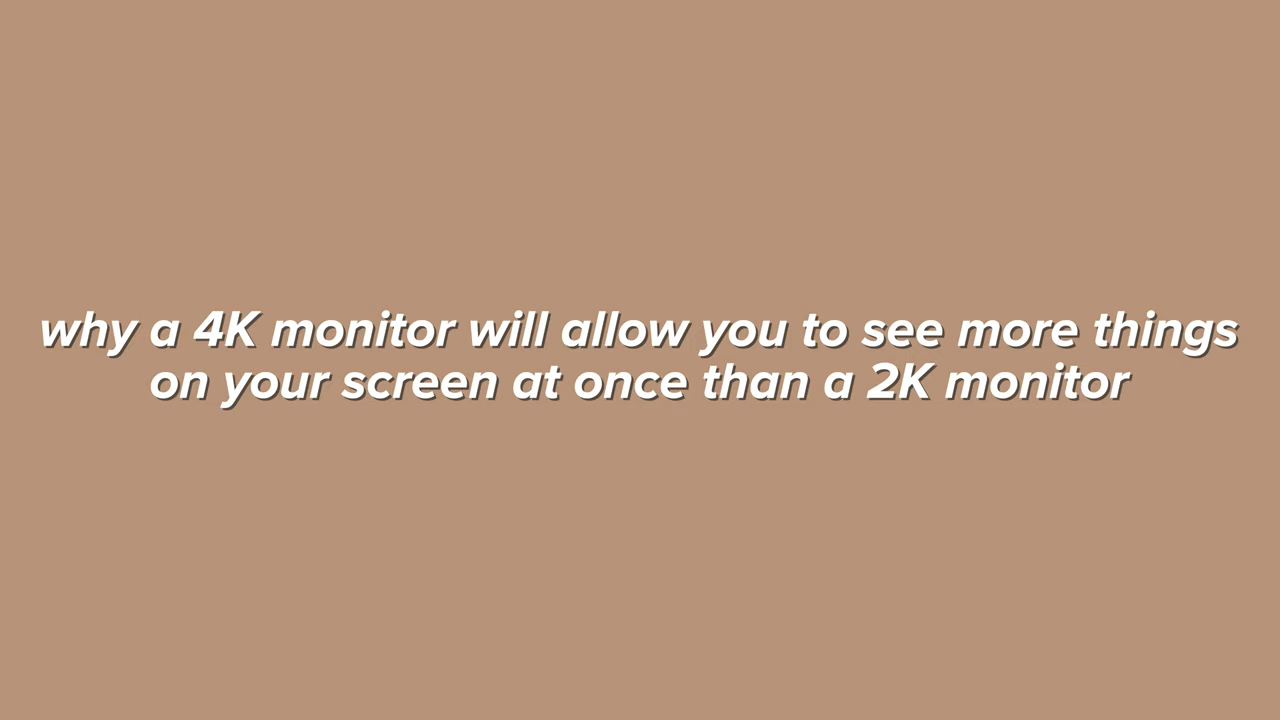 why a 4K monitor will allow you to see more things
on your screen at once than a 2K monitor